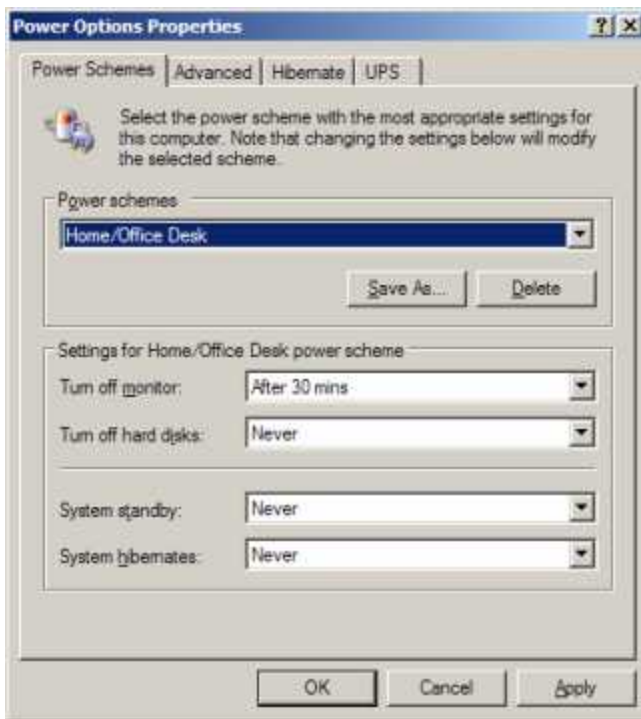 Power Options Properties
Power Schemes Advanced Hibernate UPS
Select the power scheme with the most appropriate settings for
this computer. Note that changing the settings below will modify
the selected scheme.
Power schemes
Home/Office Desk
Save As... Delete
Settings for Home/Office Desk power scheme
Turn off monitor: After 30 mins
Turn off hard disks: Never
System standby: Never
System hibernates: Never
OK Cancel Apply